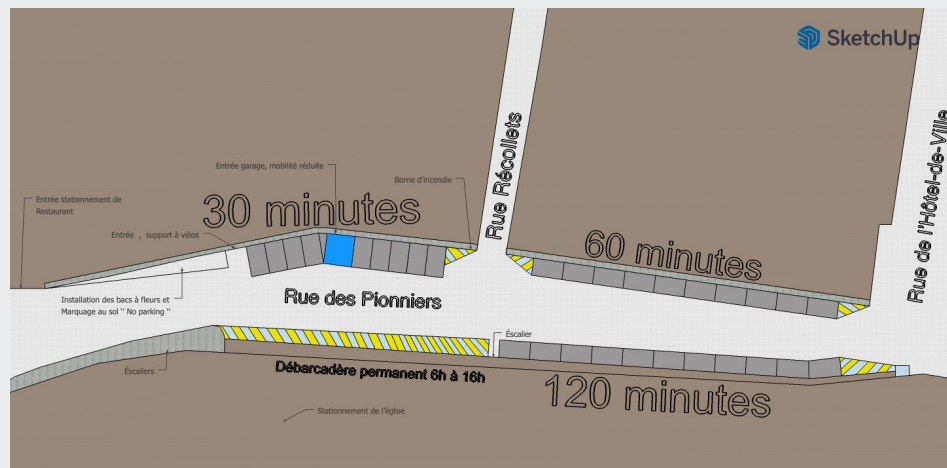 SketchUp
Entrée garage, mobilité réduite
Borne d'incendie
Rue Récollets
Rue de l'Hôtel-de-Ville
Entrée stationnement de
Restaurant
30 minutes
Entrée , support à vélos
60 minutes
Installation des bacs à fleurs et
Marquage au sol " No parking "
Rue des Pionniers
Éscalier
Éscaliers
Débarcadère permanent 6h à 16h
120 minutes
Stationnement de l'église